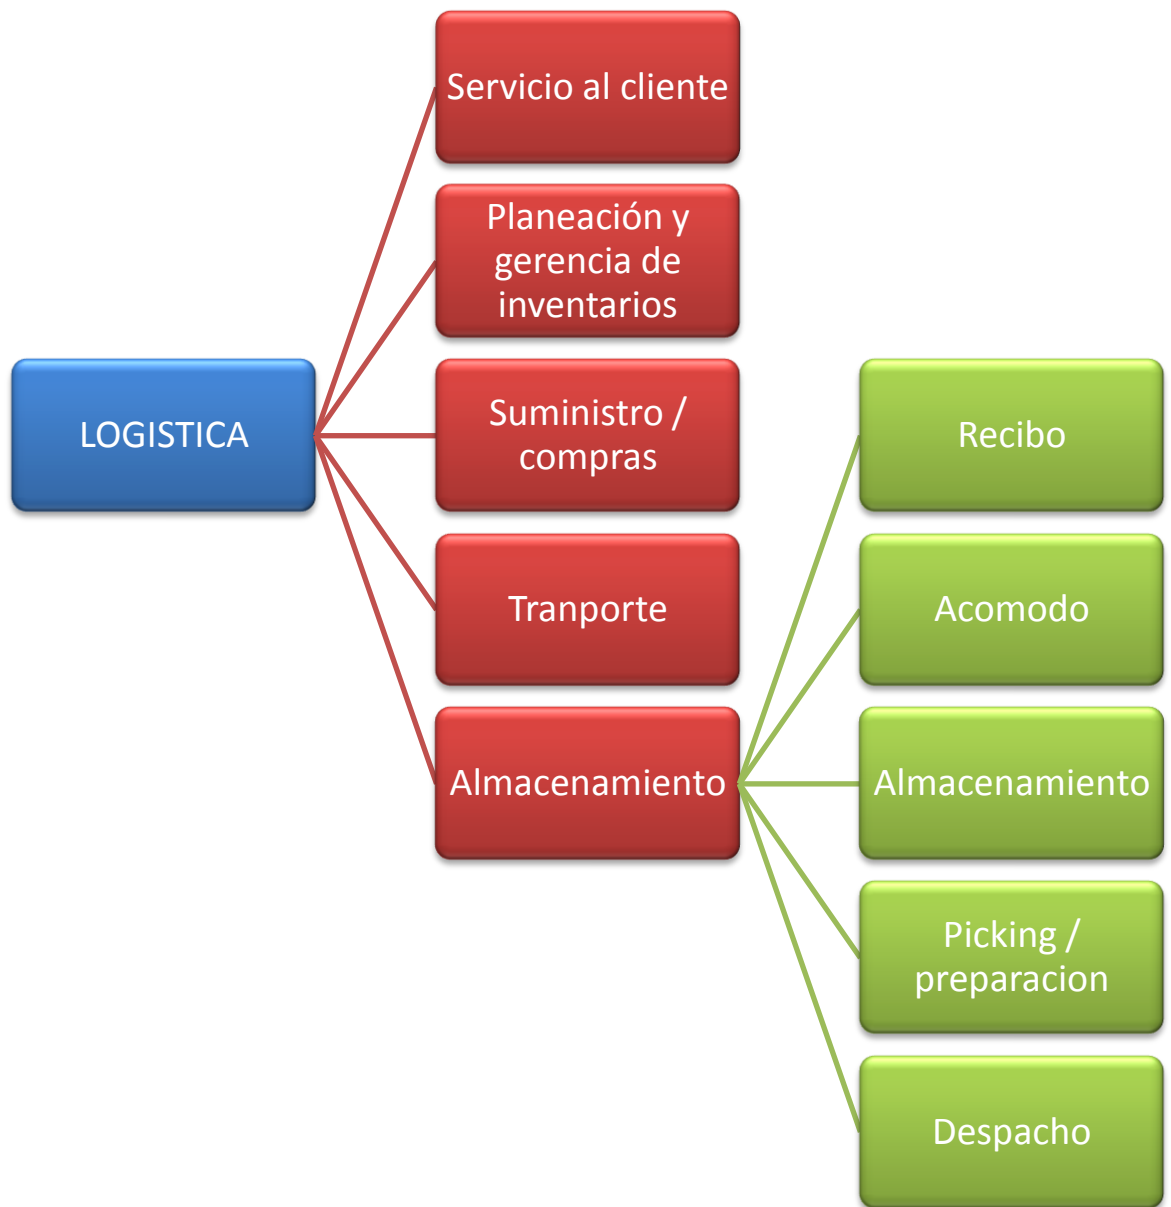 LOGISTICA
Servicio al cliente
Planeación y
gerencia de
inventarios
Suministro /
compras
Tranporte
Almacenamiento
Recibo
Acomodo
Almacenamiento
Picking /
preparacion
Despacho